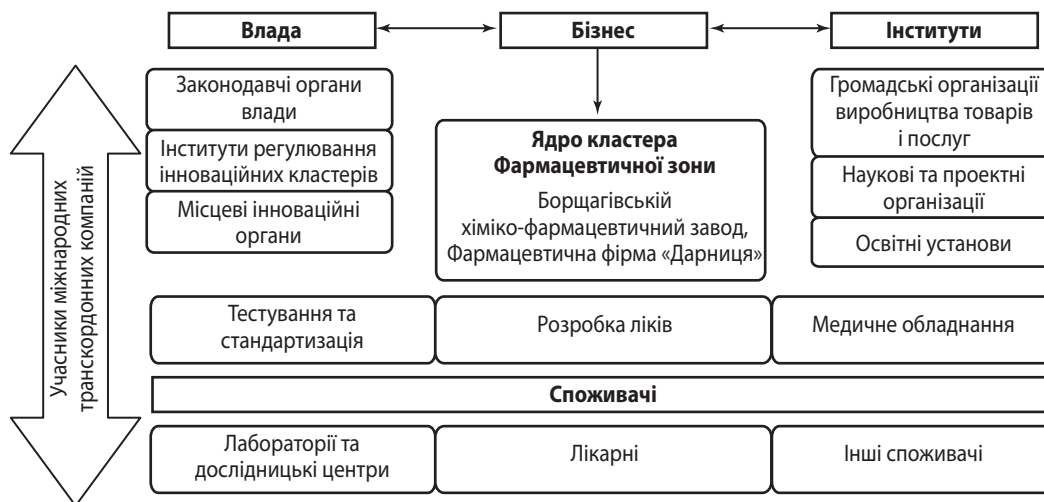 Влада
Бізнес
Інститути
Законодавчі органи
влади
Інститути регулювання
інноваційних кластерів
Місцеві інноваційні
органи
Ядро кластера
Фармацевтичної зони
Борщагівській
хіміко-фармацевтичний завод,
Фармацевтична фірма «Дарниця»
Громадські організації
виробництва товарів
і послуг
Наукові та проектні
організації
Освітні установи
Учасники міжнародних
транскордонних компаній
Тестування та
стандартизація
Розробка ліків
Медичне обладнання
Споживачі
Лабораторії та
дослідницькі центри
Лікарні
Інші споживачі